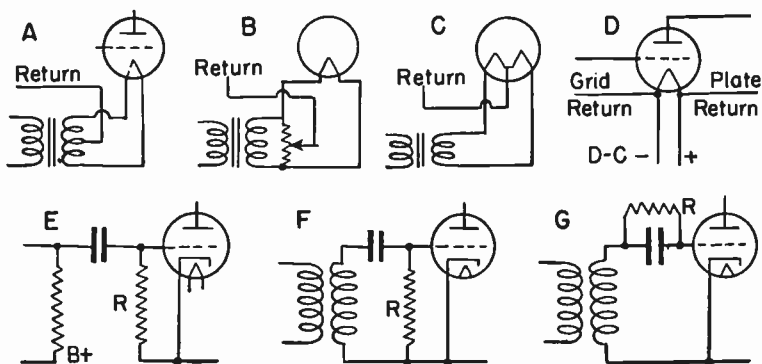 A
Return
B
Return
C
Return
D
Grid
Return
Plate
Return
D-C - +
E
R
B+
F
R
G
R